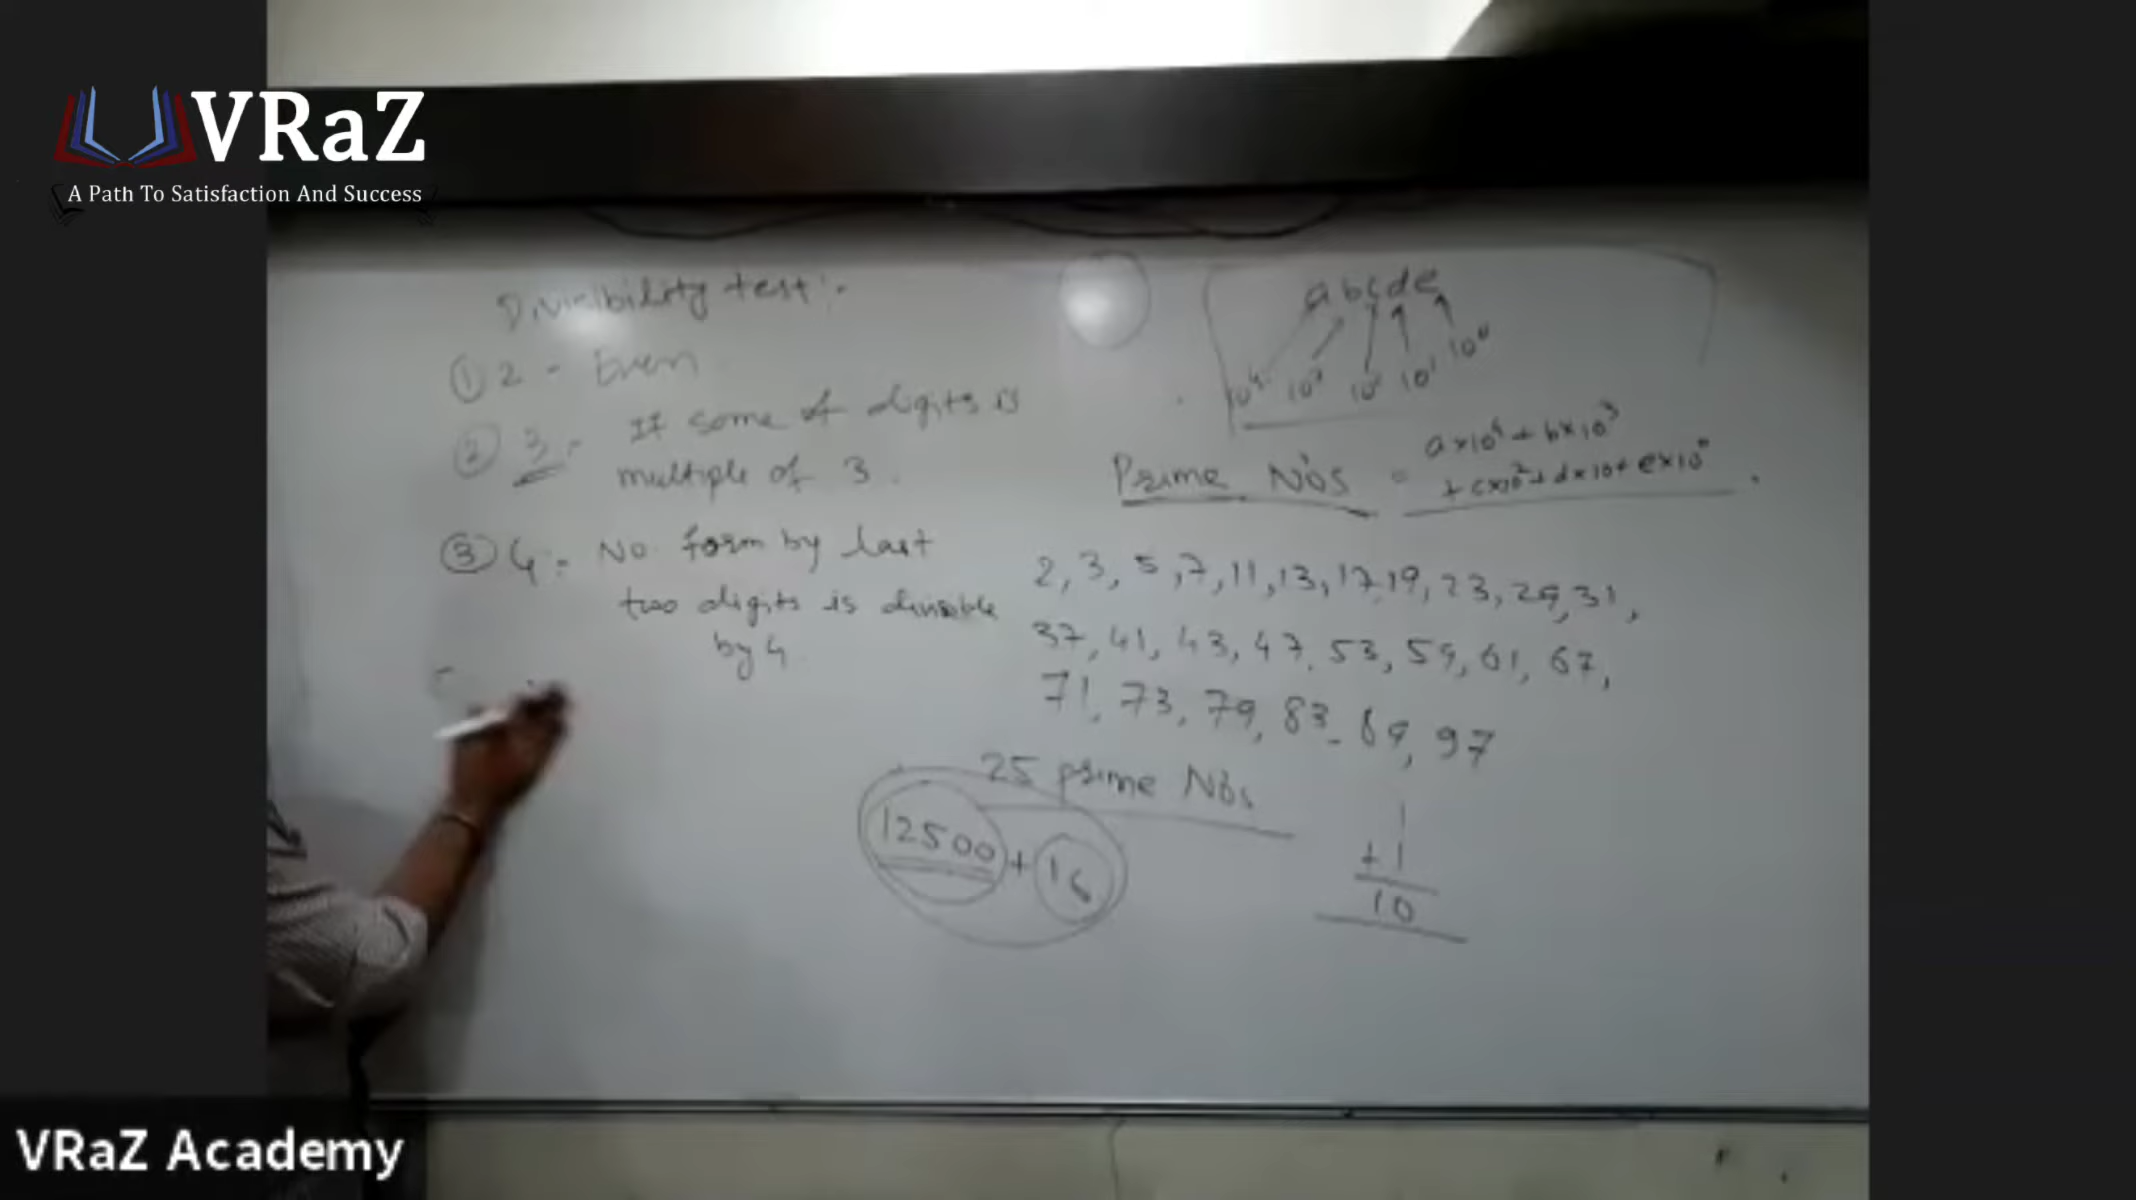 VRaZ
A Path To Satisfaction And Success
Divisibility test:-
① 2 - Even
② 3:- If some of digits is
multiple of 3.
③ 4:- No. form by last
two digits is divisible
by 4.
abcde
10⁴ 10³ 10² 10¹ 10⁰
Prime No's = a×10⁴ + b×10³
+ c×10² + d×10 + e×10⁰
2, 3, 5, 7, 11, 13, 17, 19, 23, 29, 31,
37, 41, 43, 47, 53, 59, 61, 67,
71, 73, 79, 83, 89, 97
25 prime No's
12500 + 16
1
+1
10
VRaZ Academy